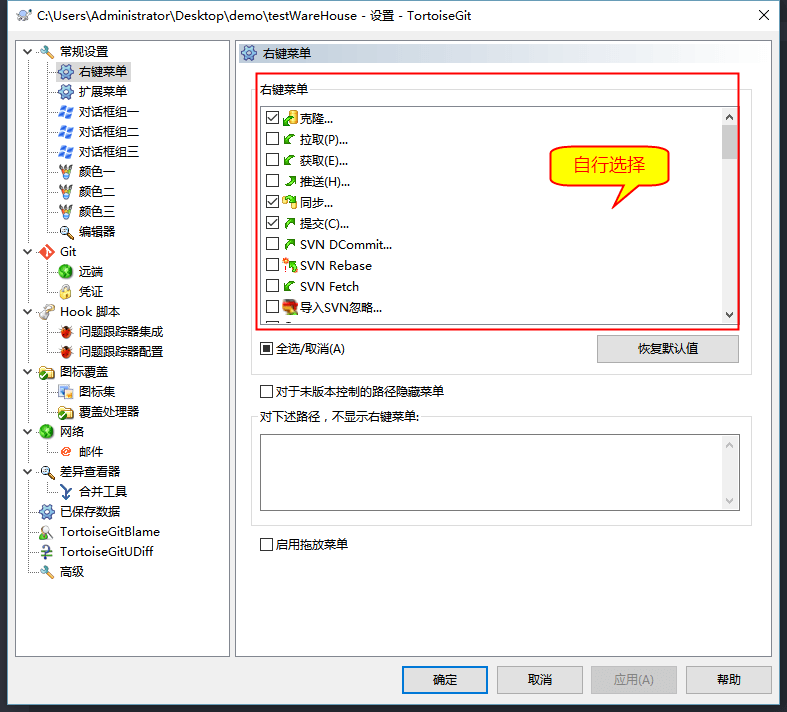 C:\Users\Administrator\Desktop\demo\testWareHouse - 设置 - TortoiseGit
常规设置
右键菜单
扩展菜单
对话框组一
对话框组二
对话框组三
颜色一
颜色二
颜色三
编辑器
Git
远端
凭证
Hook 脚本
问题跟踪器集成
问题跟踪器配置
图标覆盖
图标集
覆盖处理器
网络
邮件
差异查看器
合并工具
已保存数据
TortoiseGitBlame
TortoiseGitUDiff
高级
右键菜单
右键菜单
克隆...
拉取(P)...
获取(E)...
推送(H)...
同步...
提交(C)...
SVN DCommit...
SVN Rebase
SVN Fetch
导入SVN忽略...
自行选择
全选/取消(A)
恢复默认值
对于未版本控制的路径隐藏菜单
对下述路径，不显示右键菜单:
启用拖放菜单
确定
取消
应用(A)
帮助